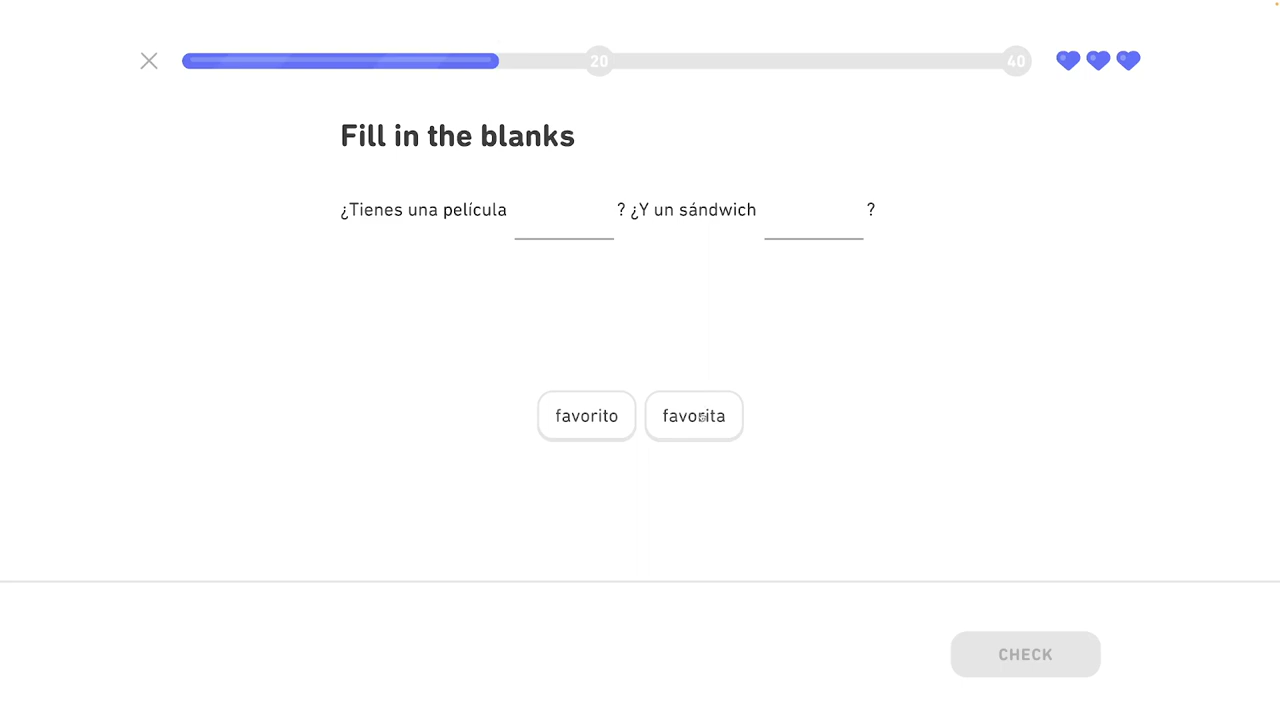 20
40
Fill in the blanks
¿Tienes una película ? ¿Y un sándwich ?
favorito favorita
CHECK